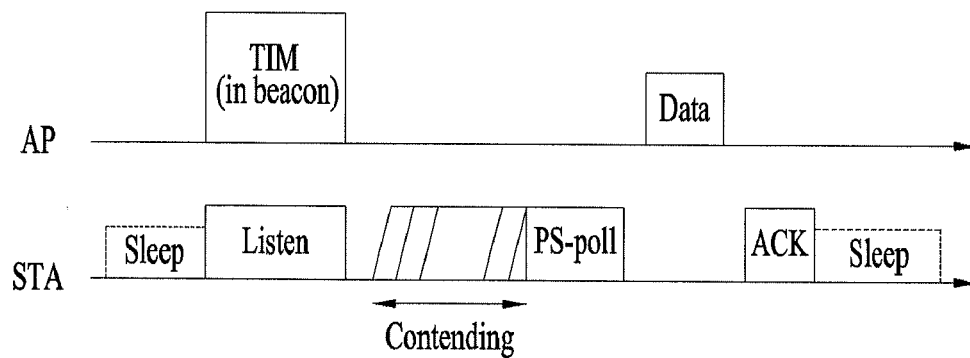 TIM
(in beacon)
Data
AP
Sleep
Listen
PS-poll
ACK
Sleep
STA
Contending